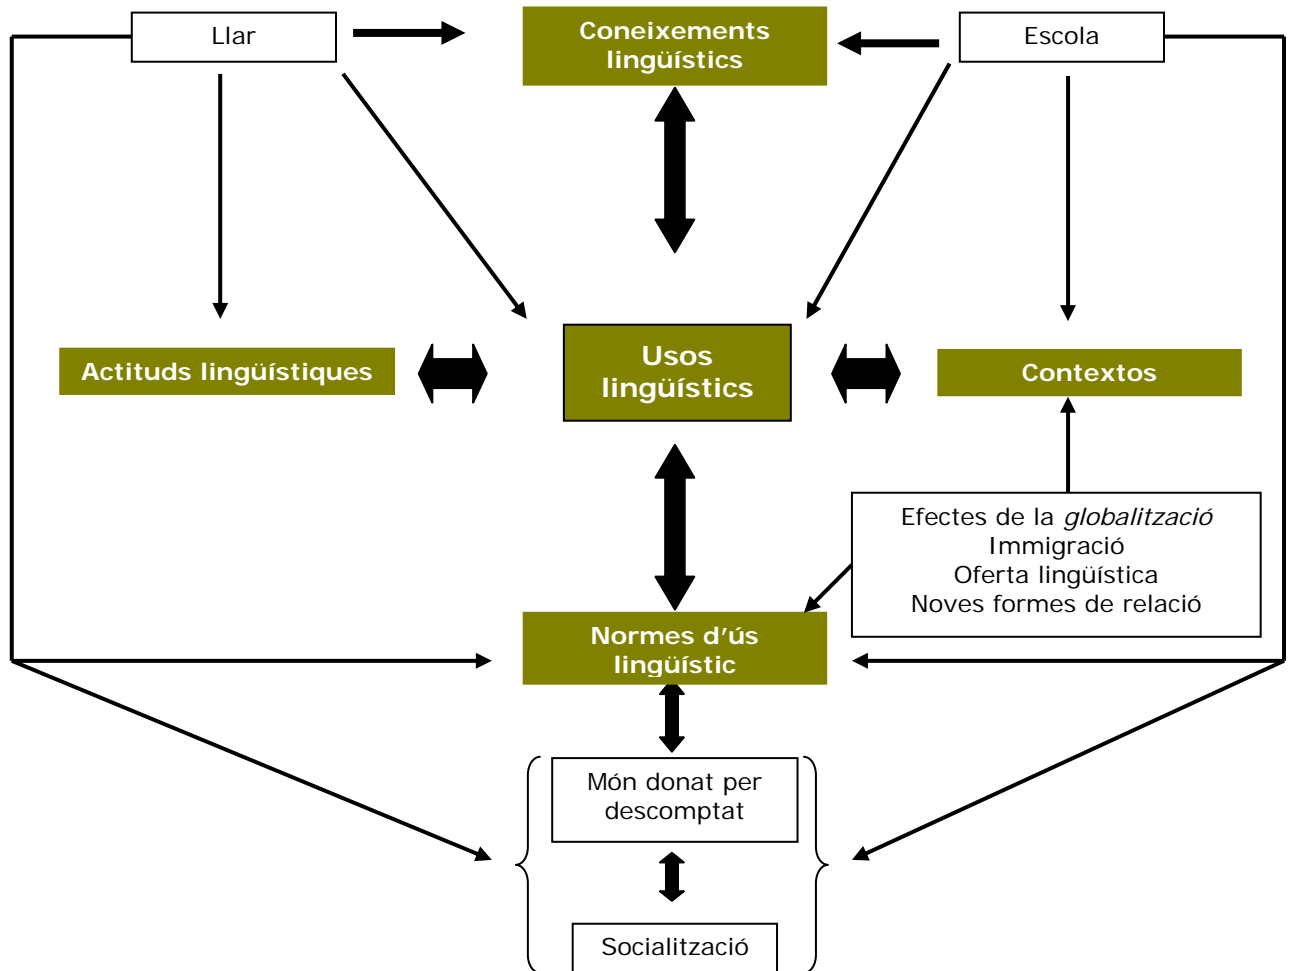 Llar
Coneixements
lingüístics
Escola
Actituds lingüístiques
Usos
lingüístics
Contextos
Efectes de la globalització
Immigració
Oferta lingüística
Noves formes de relació
Normes d'ús
lingüístic
Món donat per
descomptat
Socialització